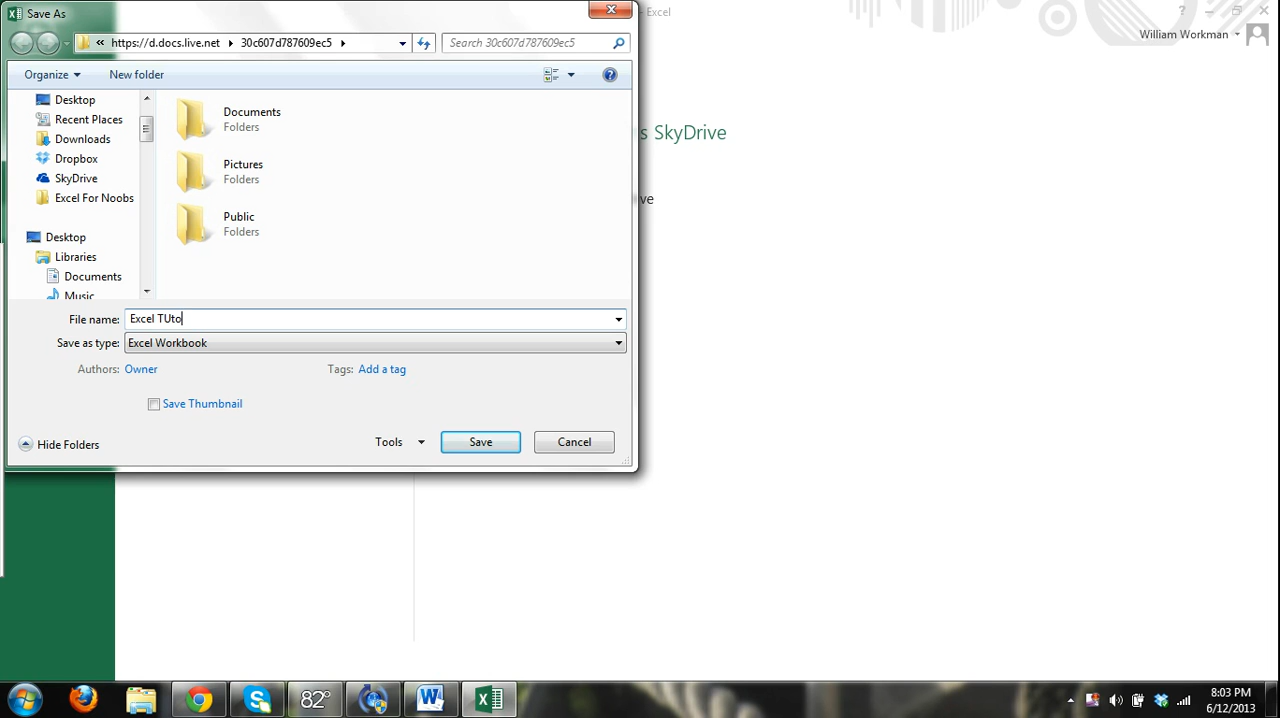 Save As
- Excel
William Workman
« https://d.docs.live.net 30c607d787609ec5
Search 30c607d787609ec5
Organize
New folder
Desktop
Recent Places
Downloads
Dropbox
SkyDrive
Excel For Noobs
Desktop
Libraries
Documents
Music
Documents
Folders
Pictures
Folders
Public
Folders
s SkyDrive
ve
File name: Excel TUto
Save as type: Excel Workbook
Authors: Owner
Tags: Add a tag
Save Thumbnail
Hide Folders
Tools
Save
Cancel
82°
8:03 PM
6/12/2013